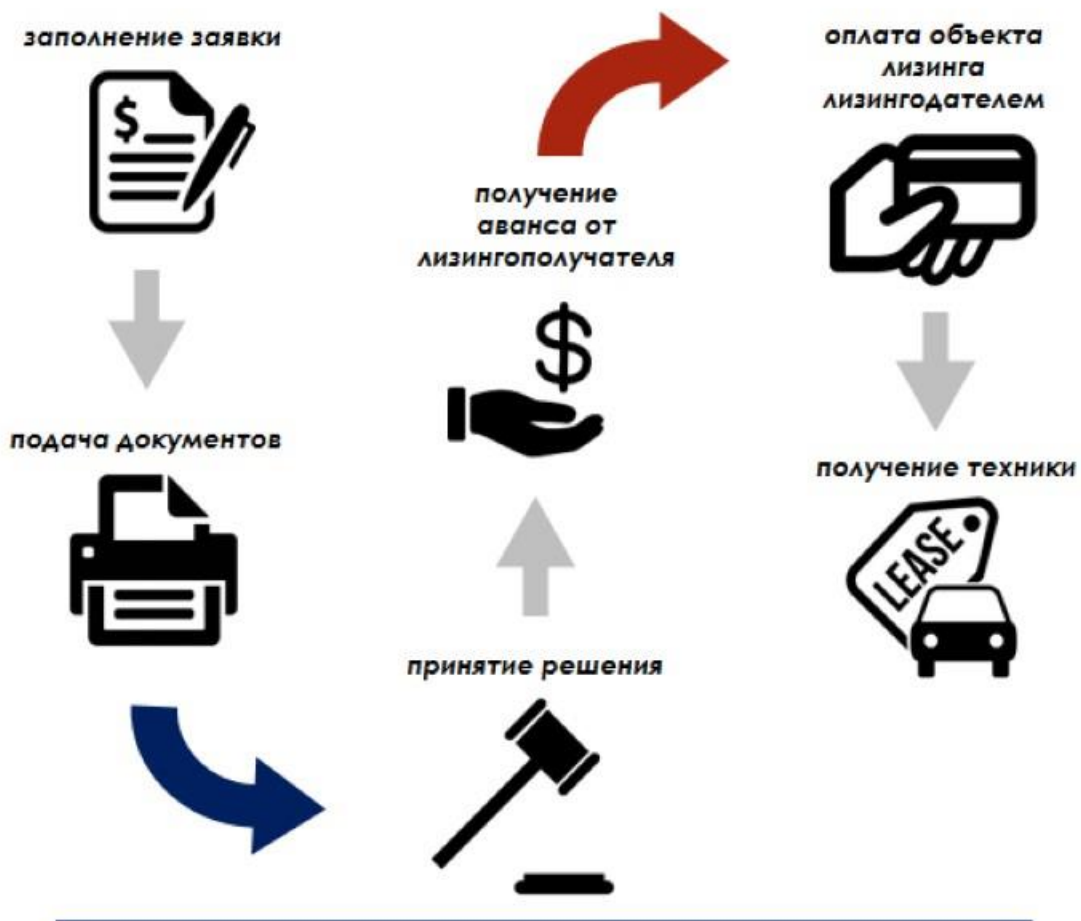 заполнение заявки
$
подача документов
принятие решения
получение
аванса от
лизингополучателя
$
оплата объекта
лизинга
лизингодателем
получение техники
LEASE